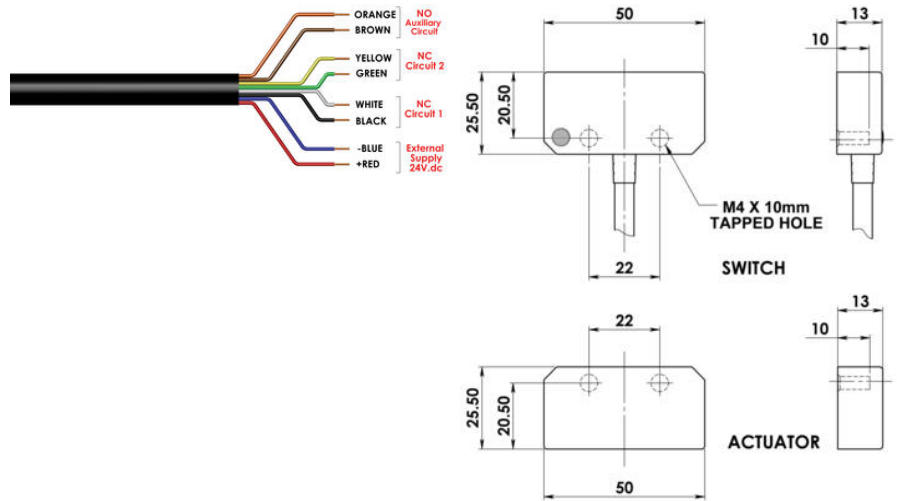 ORANGE
BROWN
NO
Auxiliary
Circuit
YELLOW
GREEN
NC
Circuit 2
WHITE
BLACK
NC
Circuit 1
-BLUE
+RED
External
Supply
24V.dc
50
13
10
25.50
20.50
M4 X 10mm
TAPPED HOLE
22
SWITCH
22
13
10
25.50
20.50
ACTUATOR
50